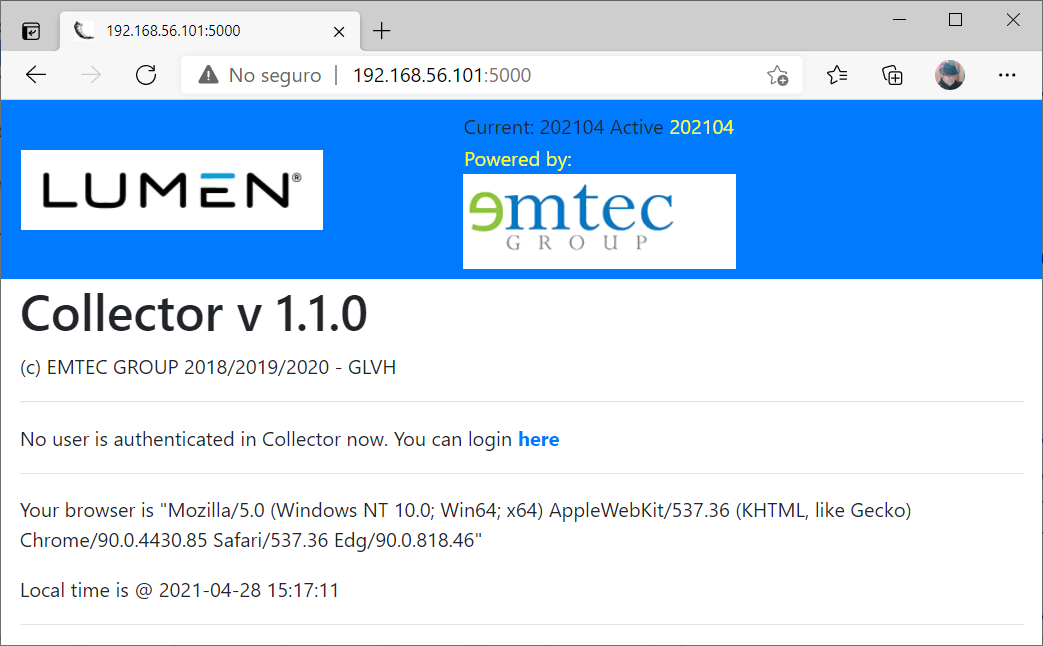 192.168.56.101:5000
No seguro | 192.168.56.101:5000
Current: 202104 Active 202104
Powered by:
LUMEN®
emtec
GROUP
Collector v 1.1.0
(c) EMTEC GROUP 2018/2019/2020 - GLVH
No user is authenticated in Collector now. You can login here
Your browser is "Mozilla/5.0 (Windows NT 10.0; Win64; x64) AppleWebKit/537.36 (KHTML, like Gecko)
Chrome/90.0.4430.85 Safari/537.36 Edg/90.0.818.46"
Local time is @ 2021-04-28 15:17:11